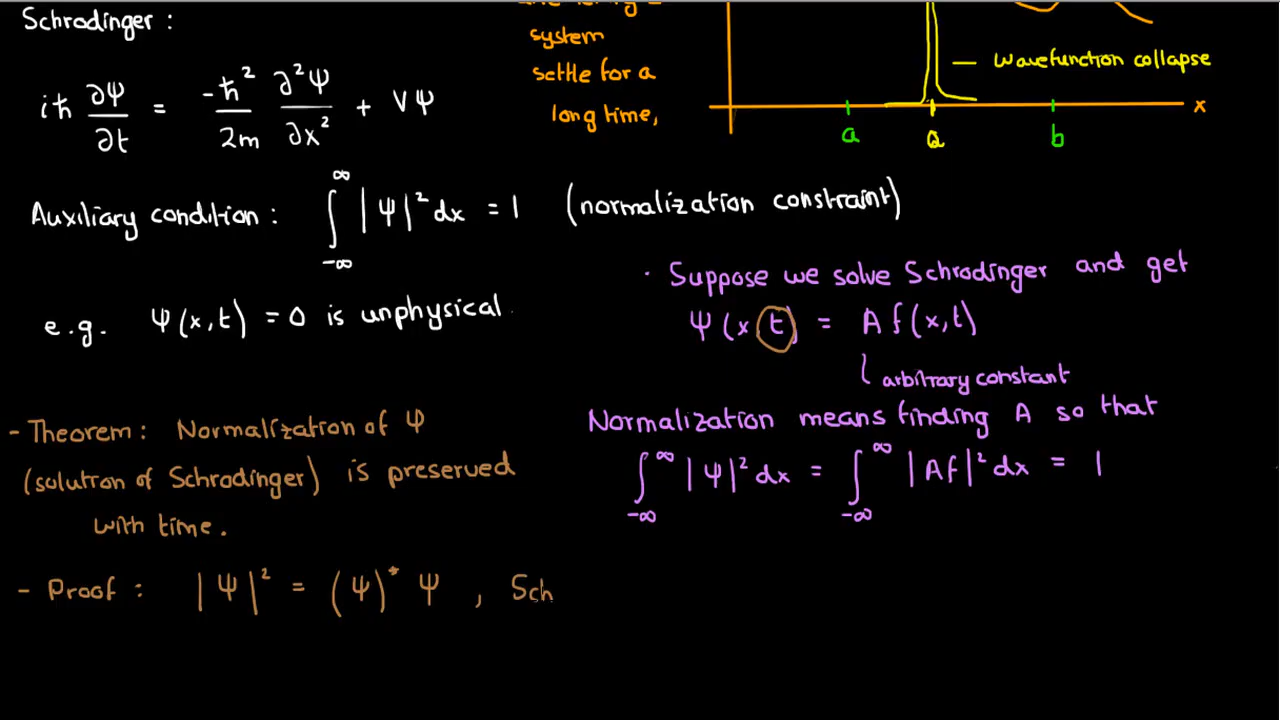 Schrodinger :
iħ ∂Ψ/∂t = -ħ²/2m ∂²Ψ/∂x² + VΨ
system
settle for a
long time,
— Wavefunction collapse
x
a
a
b
Auxiliary condition : ∫_{-∞}^{∞} |Ψ|² dx = 1 (normalization constraint)
e.g. Ψ(x,t) = 0 is unphysical.
· Suppose we solve Schrodinger and get
Ψ(x t) = A f(x,t)
arbitrary constant
Normalization means finding A so that
∫_{-∞}^{∞} |Ψ|² dx = ∫_{-∞}^{∞} |Af|² dx = 1
- Theorem : Normalization of Ψ
(solution of Schrodinger) is preserved
with time.
- Proof : |Ψ|² = (Ψ)* Ψ , Sch